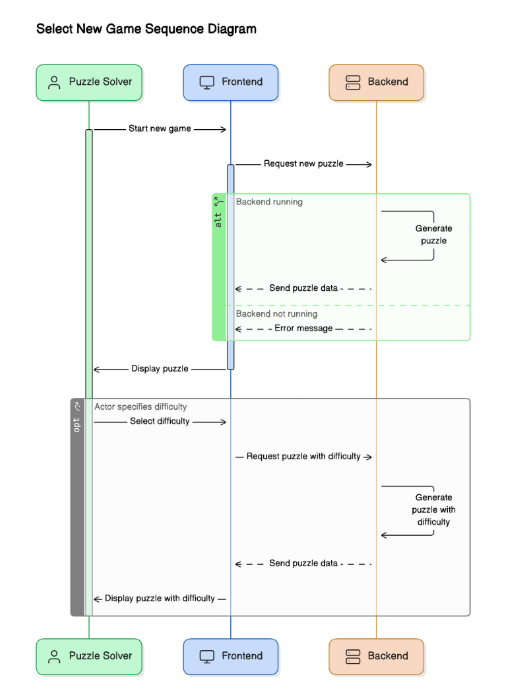 Select New Game Sequence Diagram
Puzzle Solver
Frontend
Backend
Start new game
Request new puzzle
alt
Backend running
Generate
puzzle
Send puzzle data
Backend not running
Error message
Display puzzle
opt
Actor specifies difficulty
Select difficulty
Request puzzle with difficulty
Generate
puzzle with
difficulty
Send puzzle data
Display puzzle with difficulty
Puzzle Solver
Frontend
Backend